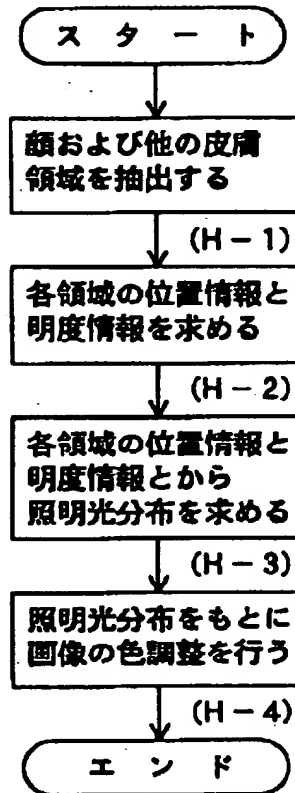 スタート
顔および他の皮膚
領域を抽出する
(H-1)
各領域の位置情報と
明度情報を求める
(H-2)
各領域の位置情報と
明度情報とから
照明光分布を求める
(H-3)
照明光分布をもとに
画像の色調整を行う
(H-4)
エンド